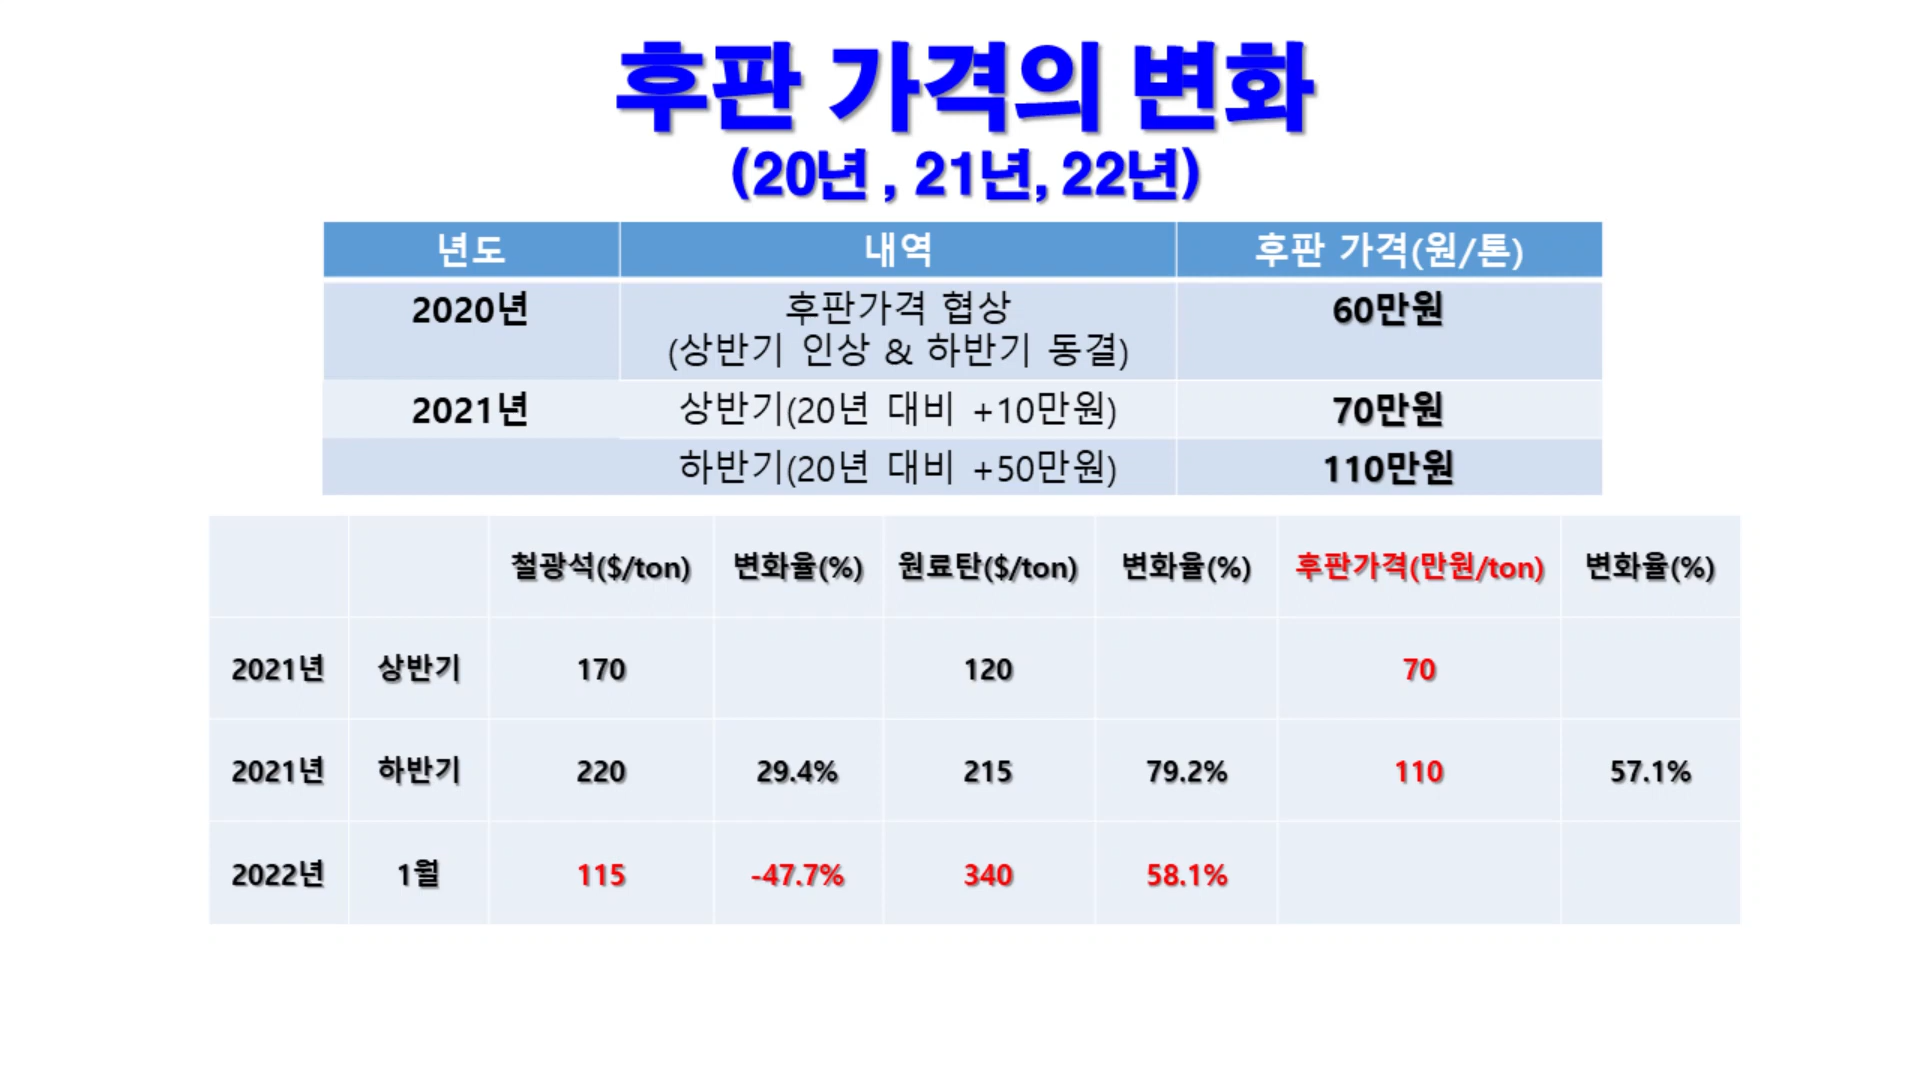 후판 가격의 변화
(20년 , 21년, 22년)
년도 내역 후판 가격(원/톤)
2020년 후판가격 협상 60만원
(상반기 인상 & 하반기 동결)
2021년 상반기(20년 대비 +10만원) 70만원
하반기(20년 대비 +50만원) 110만원
철광석($/ton) 변화율(%) 원료탄($/ton) 변화율(%) 후판가격(만원/ton) 변화율(%)
2021년 상반기 170 120 70
2021년 하반기 220 29.4% 215 79.2% 110 57.1%
2022년 1월 115 -47.7% 340 58.1%